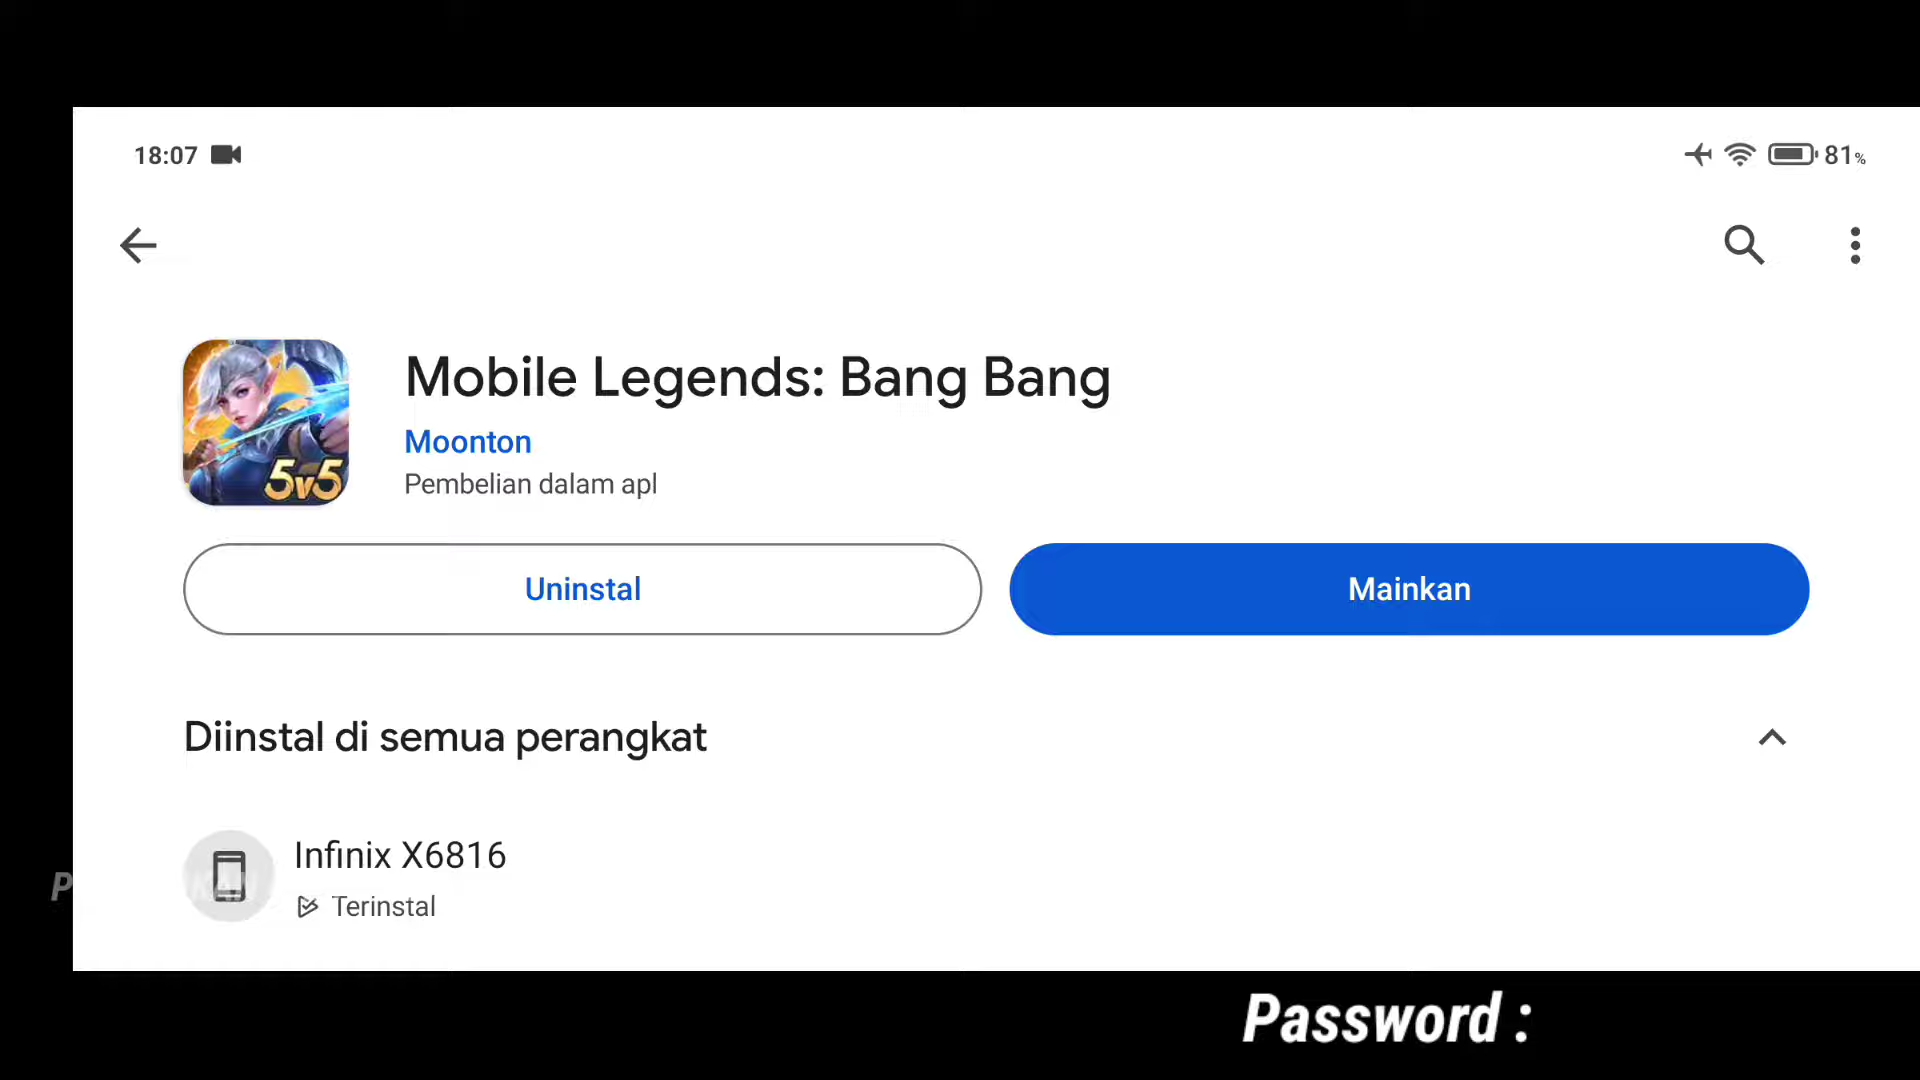 18:07
81%
Mobile Legends: Bang Bang
Moonton
Pembelian dalam apl
5v5
Uninstal
Mainkan
Diinstal di semua perangkat
Infinix X6816
Terinstal
Password :